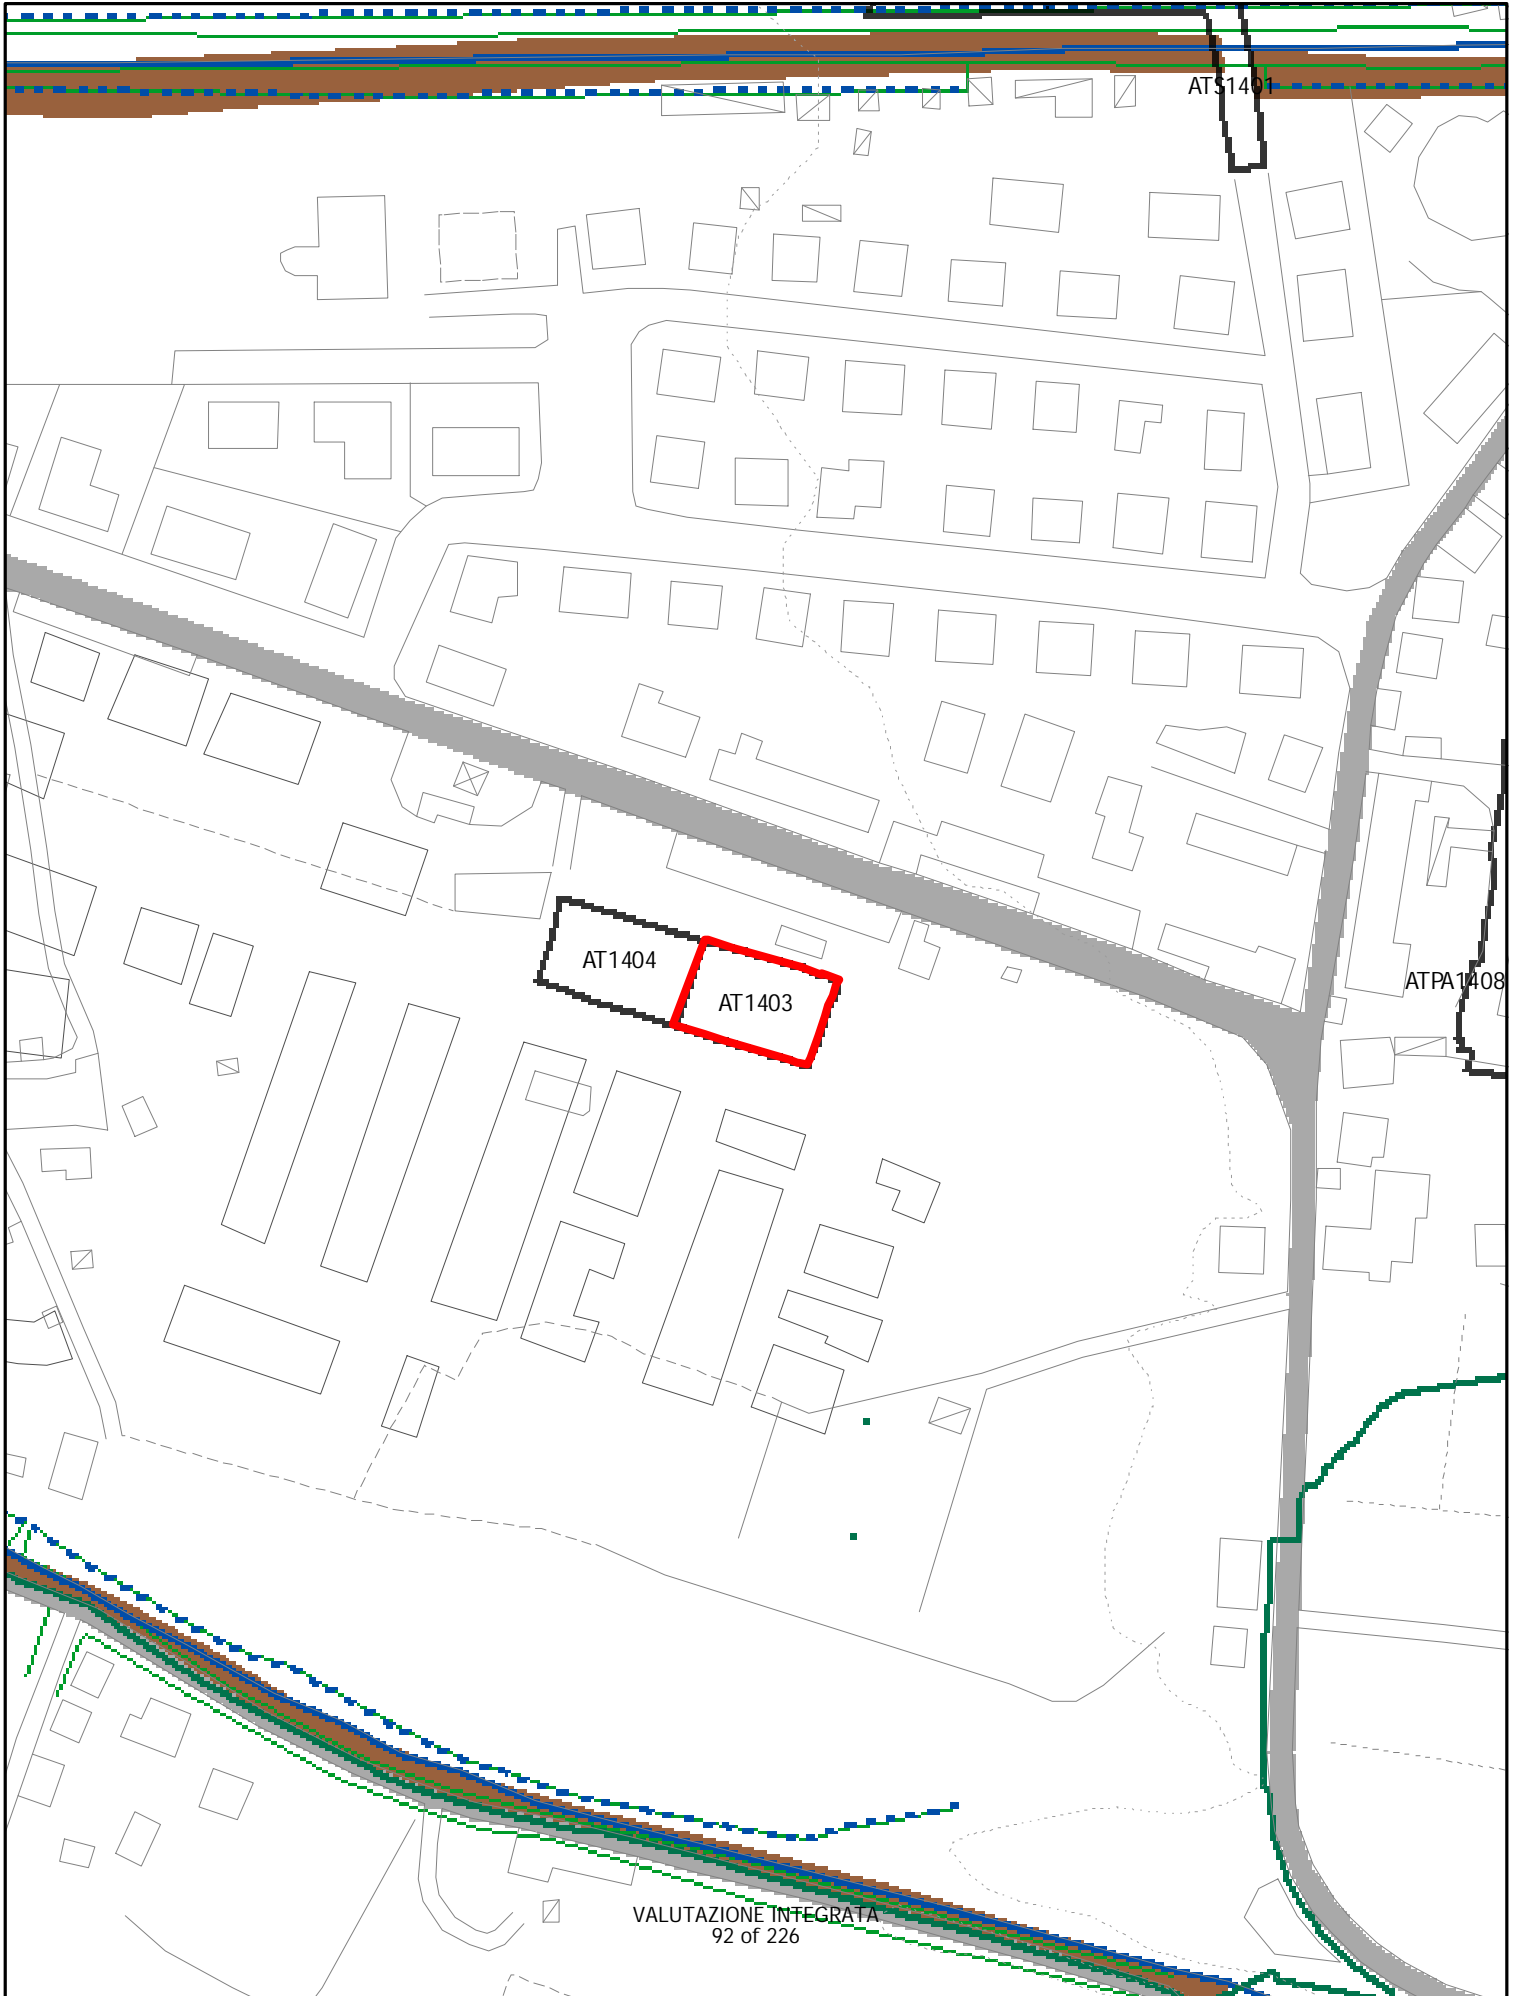 ATS1401
AT1404
ATPA1408
AT1403
VALUTAZIONE INTEGRATA
92 of 226